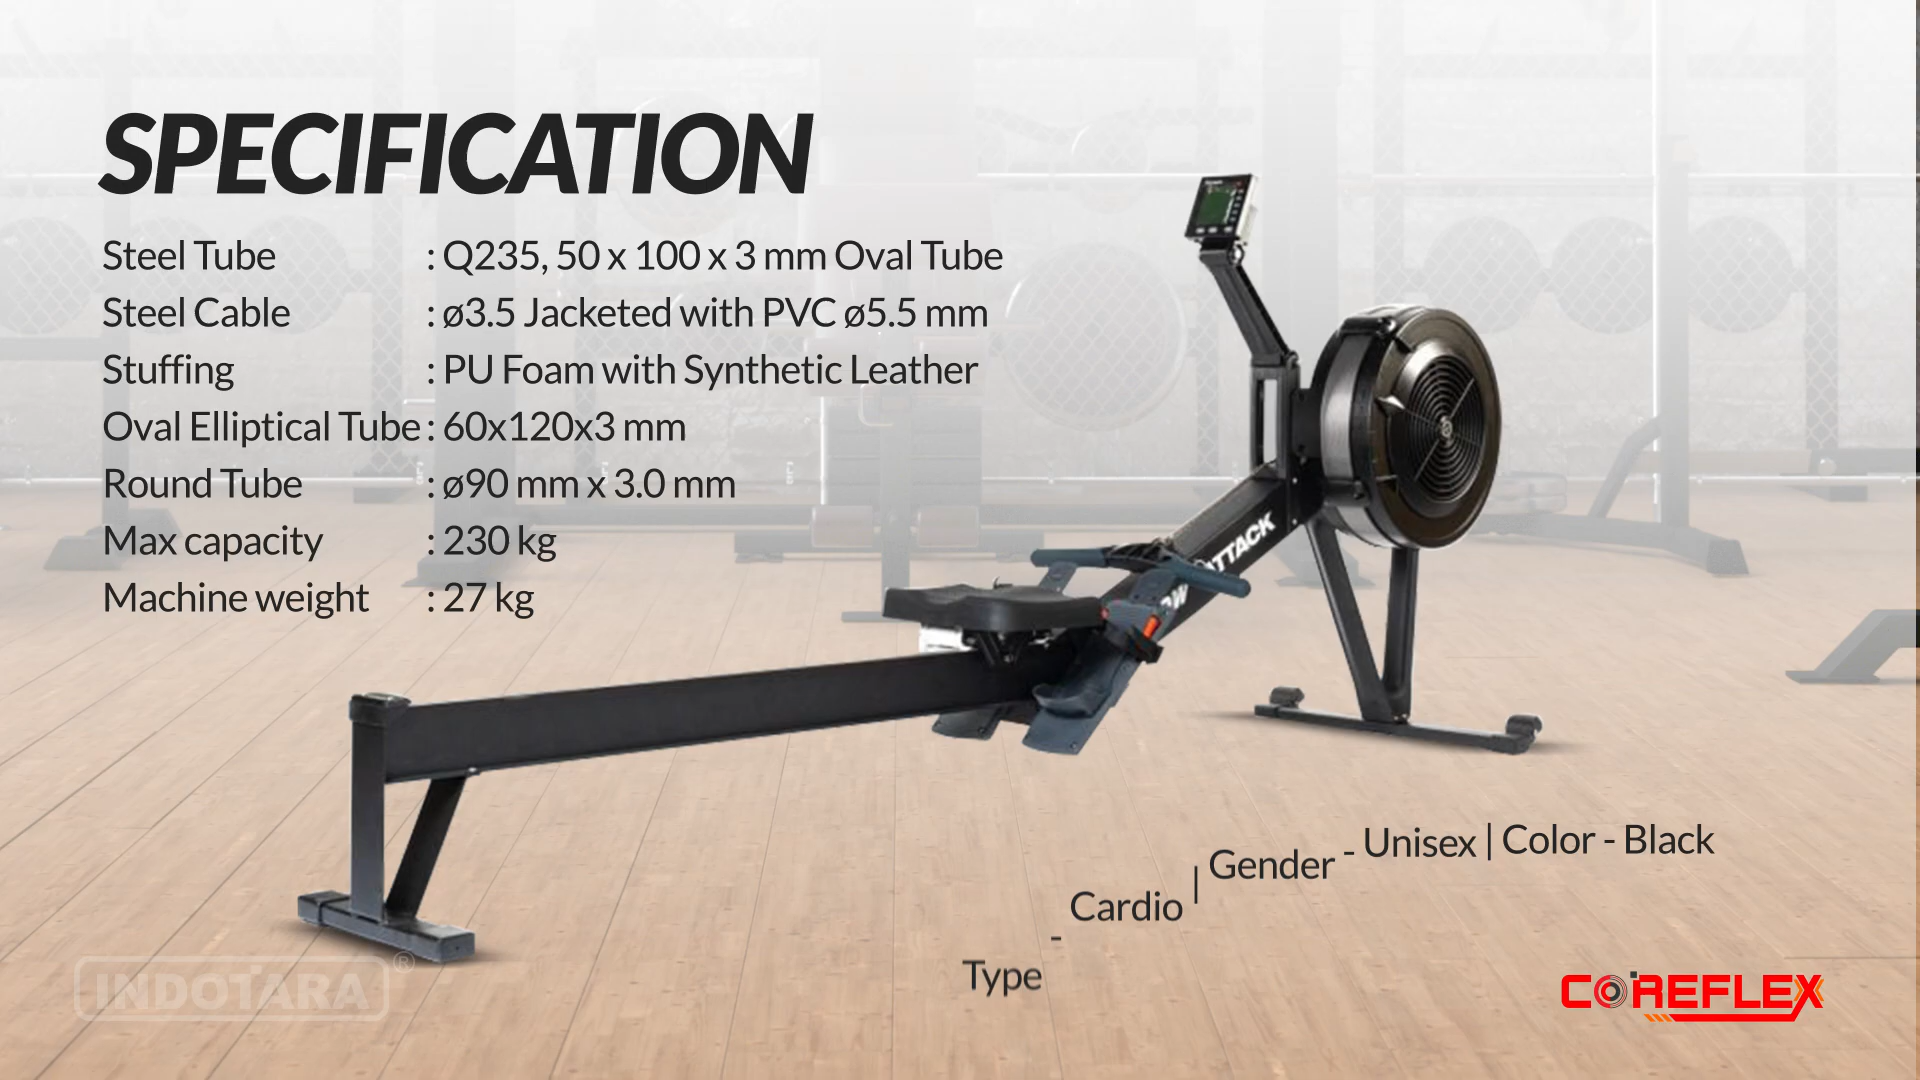 SPECIFICATION
Steel Tube : Q235, 50 x 100 x 3 mm Oval Tube
Steel Cable : ø3.5 Jacketed with PVC ø5.5 mm
Stuffing : PU Foam with Synthetic Leather
Oval Elliptical Tube : 60x120x3 mm
Round Tube : ø90 mm x 3.0 mm
Max capacity : 230 kg
Machine weight : 27 kg
TTACK
Type - Cardio | Gender - Unisex | Color - Black
INDOTARA®
COREFLEX